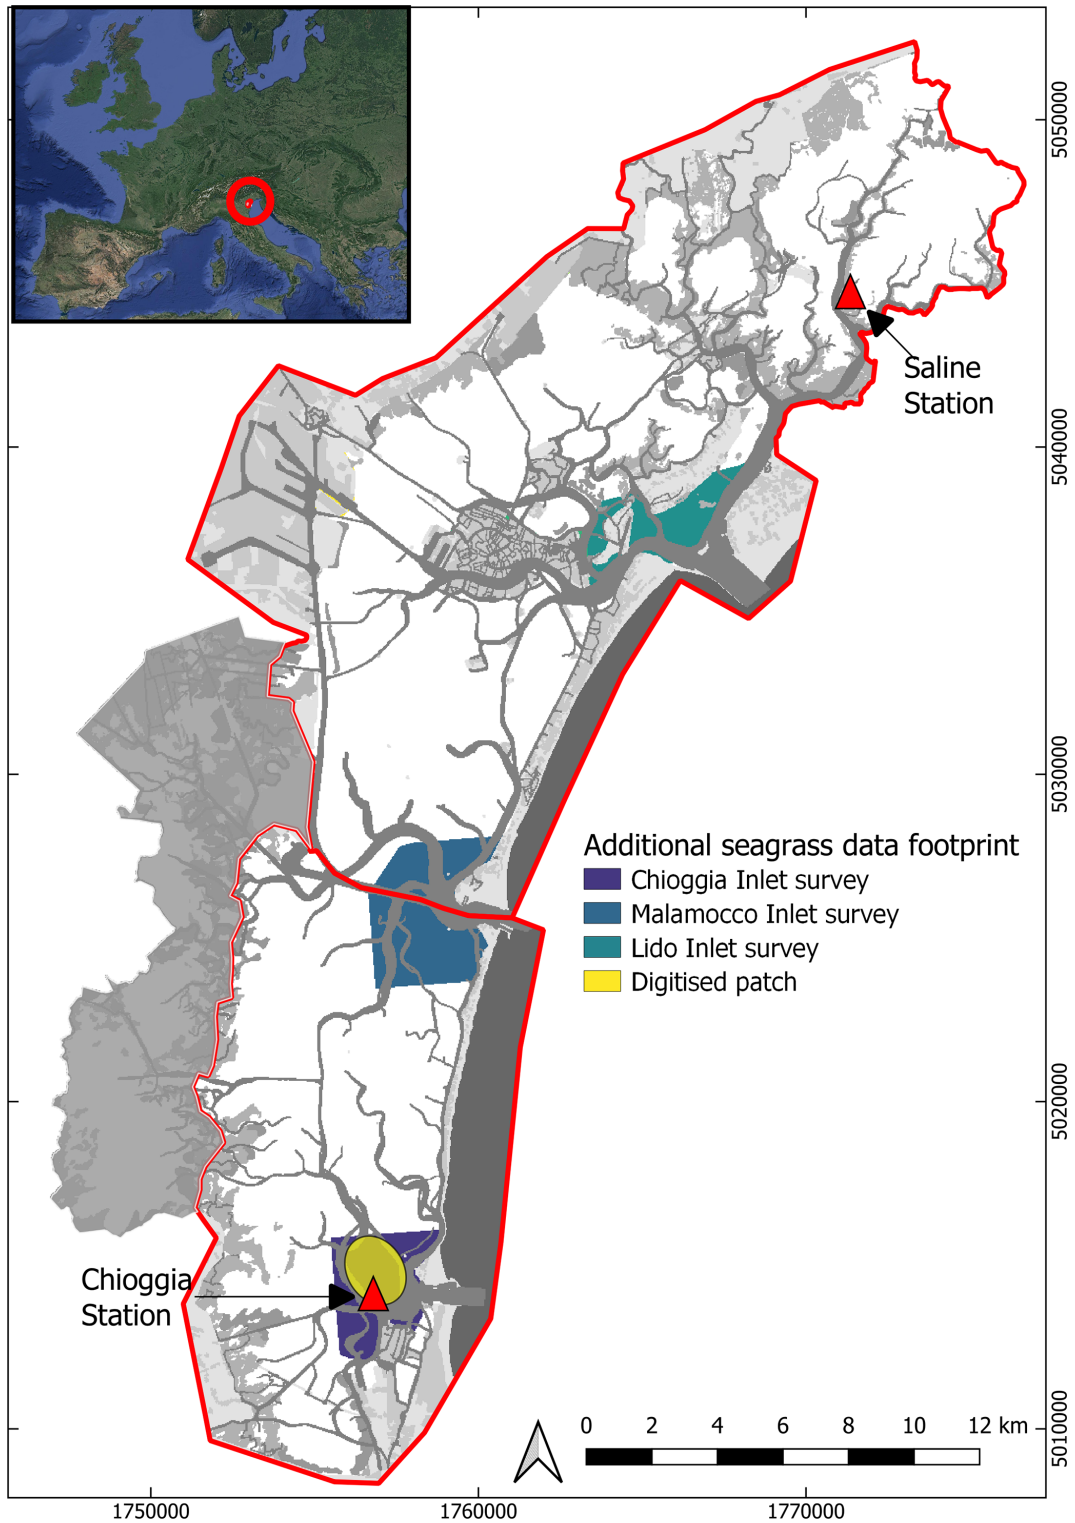 5050000
Saline
Station
5040000
5030000
Additional seagrass data footprint
Chioggia Inlet survey
Malamocco Inlet survey
Lido Inlet survey
Digitised patch
5020000
Chioggia
Station
0 2 4 6 8 10 12 km
5010000
1750000 1760000 1770000